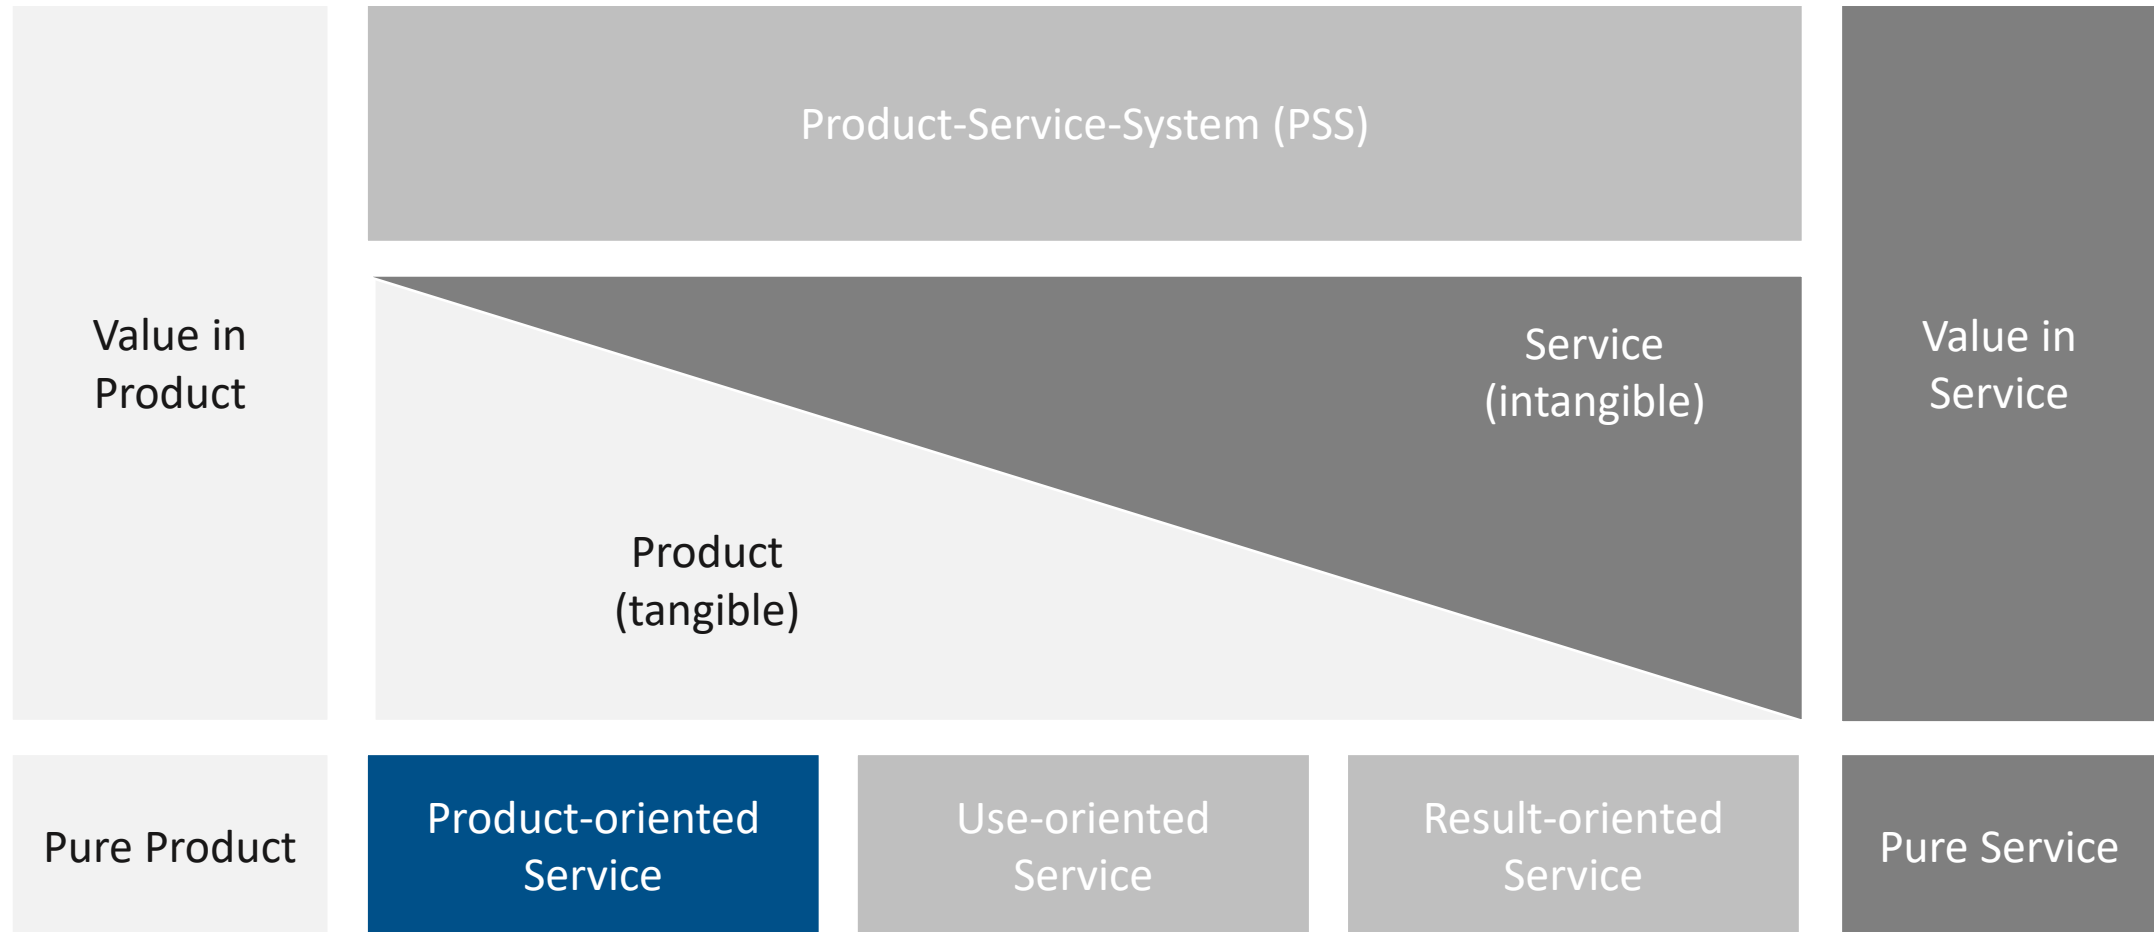 Product-Service-System (PSS)
Value in
Product
Service
(intangible)
Value in
Service
Product
(tangible)
Pure Product
Product-oriented
Service
Use-oriented
Service
Result-oriented
Service
Pure Service